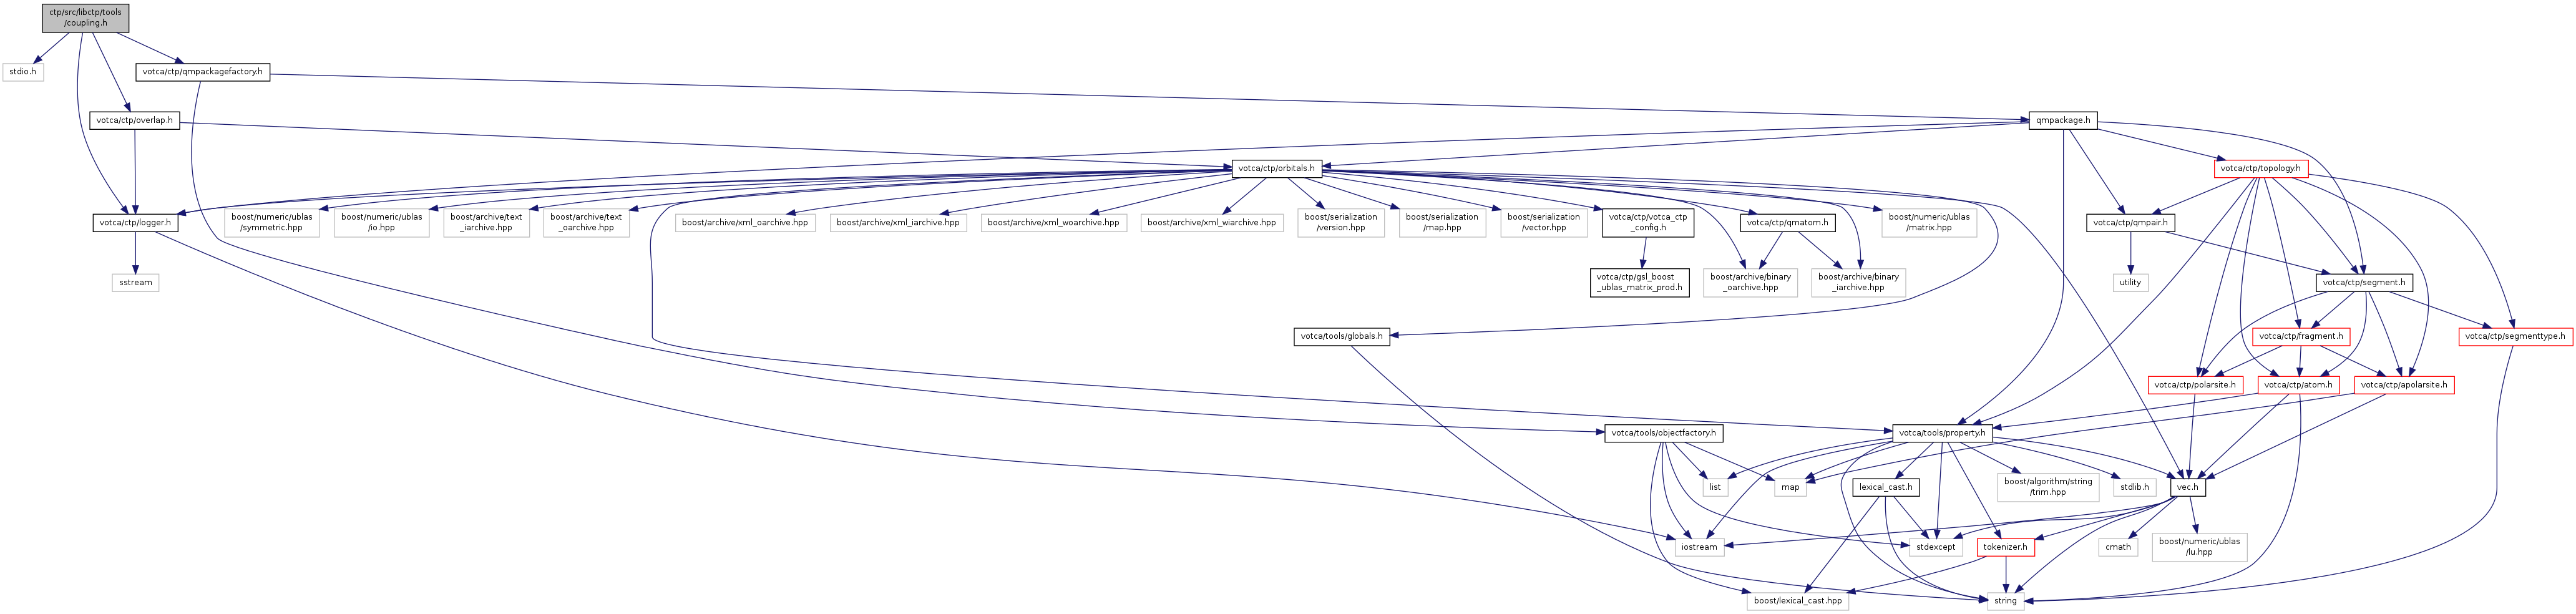 ctp/src/libctp/tools
/coupling.h
stdio.h
votca/ctp/qmpackagefactory.h
votca/ctp/overlap.h
qmpackage.h
votca/ctp/orbitals.h
votca/ctp/topology.h
votca/ctp/logger.h
boost/numeric/ublas
/symmetric.hpp
boost/numeric/ublas
/io.hpp
boost/archive/text
_iarchive.hpp
boost/archive/text
_oarchive.hpp
boost/archive/xml_oarchive.hpp
boost/archive/xml_iarchive.hpp
boost/archive/xml_woarchive.hpp
boost/archive/xml_wiarchive.hpp
boost/serialization
/version.hpp
boost/serialization
/map.hpp
boost/serialization
/vector.hpp
votca/ctp/votca_ctp
_config.h
votca/ctp/qmatom.h
boost/numeric/ublas
/matrix.hpp
votca/ctp/qmpair.h
sstream
votca/ctp/gsl_boost
_ublas_matrix_prod.h
boost/archive/binary
_oarchive.hpp
boost/archive/binary
_iarchive.hpp
utility
votca/ctp/segment.h
votca/tools/globals.h
votca/ctp/fragment.h
votca/ctp/segmenttype.h
votca/ctp/polarsite.h
votca/ctp/atom.h
votca/ctp/apolarsite.h
votca/tools/objectfactory.h
votca/tools/property.h
list
map
lexical_cast.h
boost/algorithm/string
/trim.hpp
stdlib.h
vec.h
iostream
stdexcept
tokenizer.h
cmath
boost/numeric/ublas
/lu.hpp
boost/lexical_cast.hpp
string